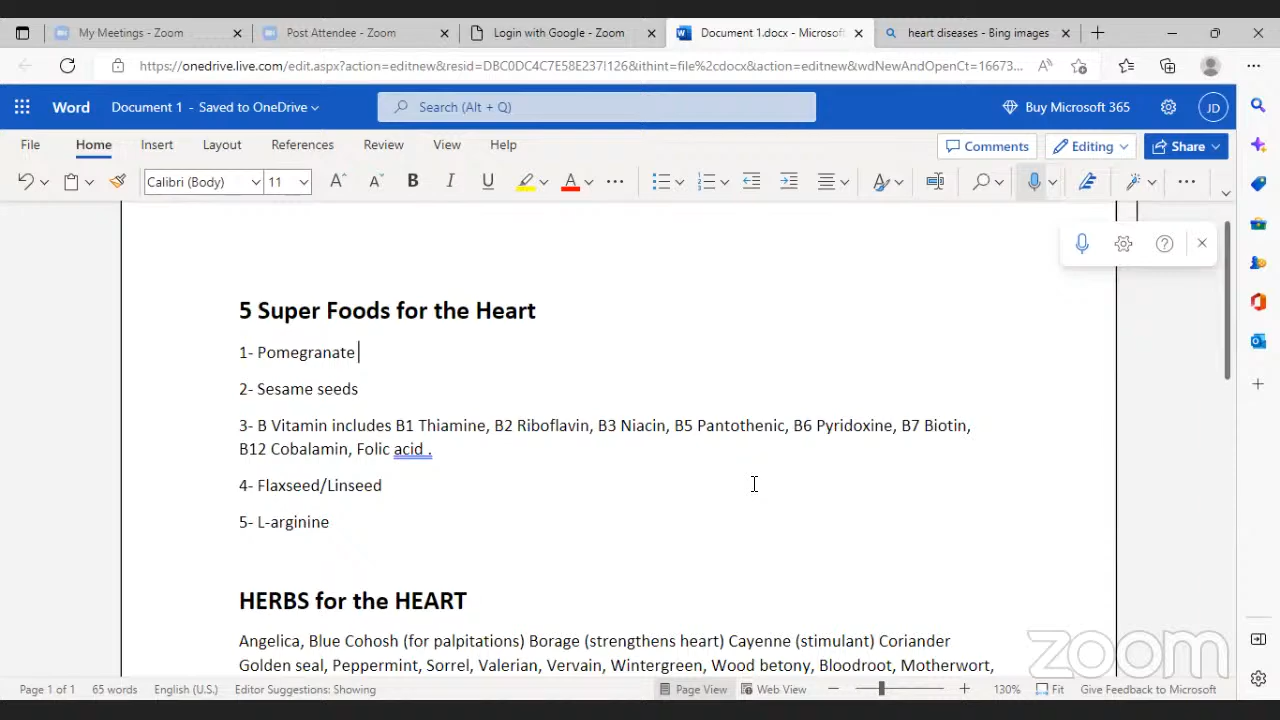 My Meetings - Zoom
Post Attendee - Zoom
Login with Google - Zoom
Document 1.docx - Microsoft
heart diseases - Bing images
https://onedrive.live.com/edit.aspx?action=editnew&resid=DBC0DC4C7E58E237!126&ithint=file%2cdocx&action=editnew&wdNewAndOpenCt=16673...
Word Document 1 - Saved to OneDrive
Search (Alt + Q)
Buy Microsoft 365
JD
File Home Insert Layout References Review View Help
Comments Editing Share
Calibri (Body) 11
5 Super Foods for the Heart
1- Pomegranate
2- Sesame seeds
3- B Vitamin includes B1 Thiamine, B2 Riboflavin, B3 Niacin, B5 Pantothenic, B6 Pyridoxine, B7 Biotin,
B12 Cobalamin, Folic acid .
4- Flaxseed/Linseed
5- L-arginine
HERBS for the HEART
Angelica, Blue Cohosh (for palpitations) Borage (strengthens heart) Cayenne (stimulant) Coriander
Golden seal, Peppermint, Sorrel, Valerian, Vervain, Wintergreen, Wood betony, Bloodroot, Motherwort,
zoom
Page 1 of 1 65 words English (U.S.) Editor Suggestions: Showing Page View Web View 130% Fit Give Feedback to Microsoft